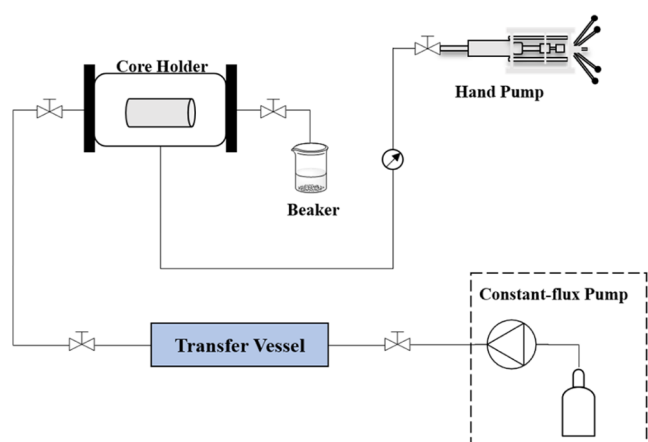 Core Holder
Hand Pump
Beaker
Constant-flux Pump
Transfer Vessel